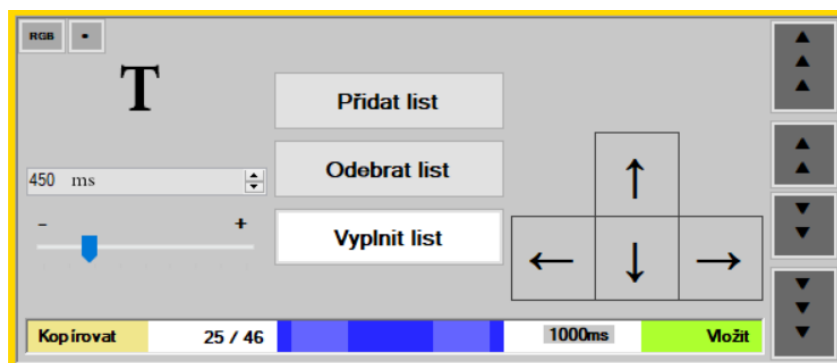 RGB
T
Přidat list
450 ms
Odebrat list
- +
Vyplnit list
Kopírovat 25 / 46 1000ms Vložit